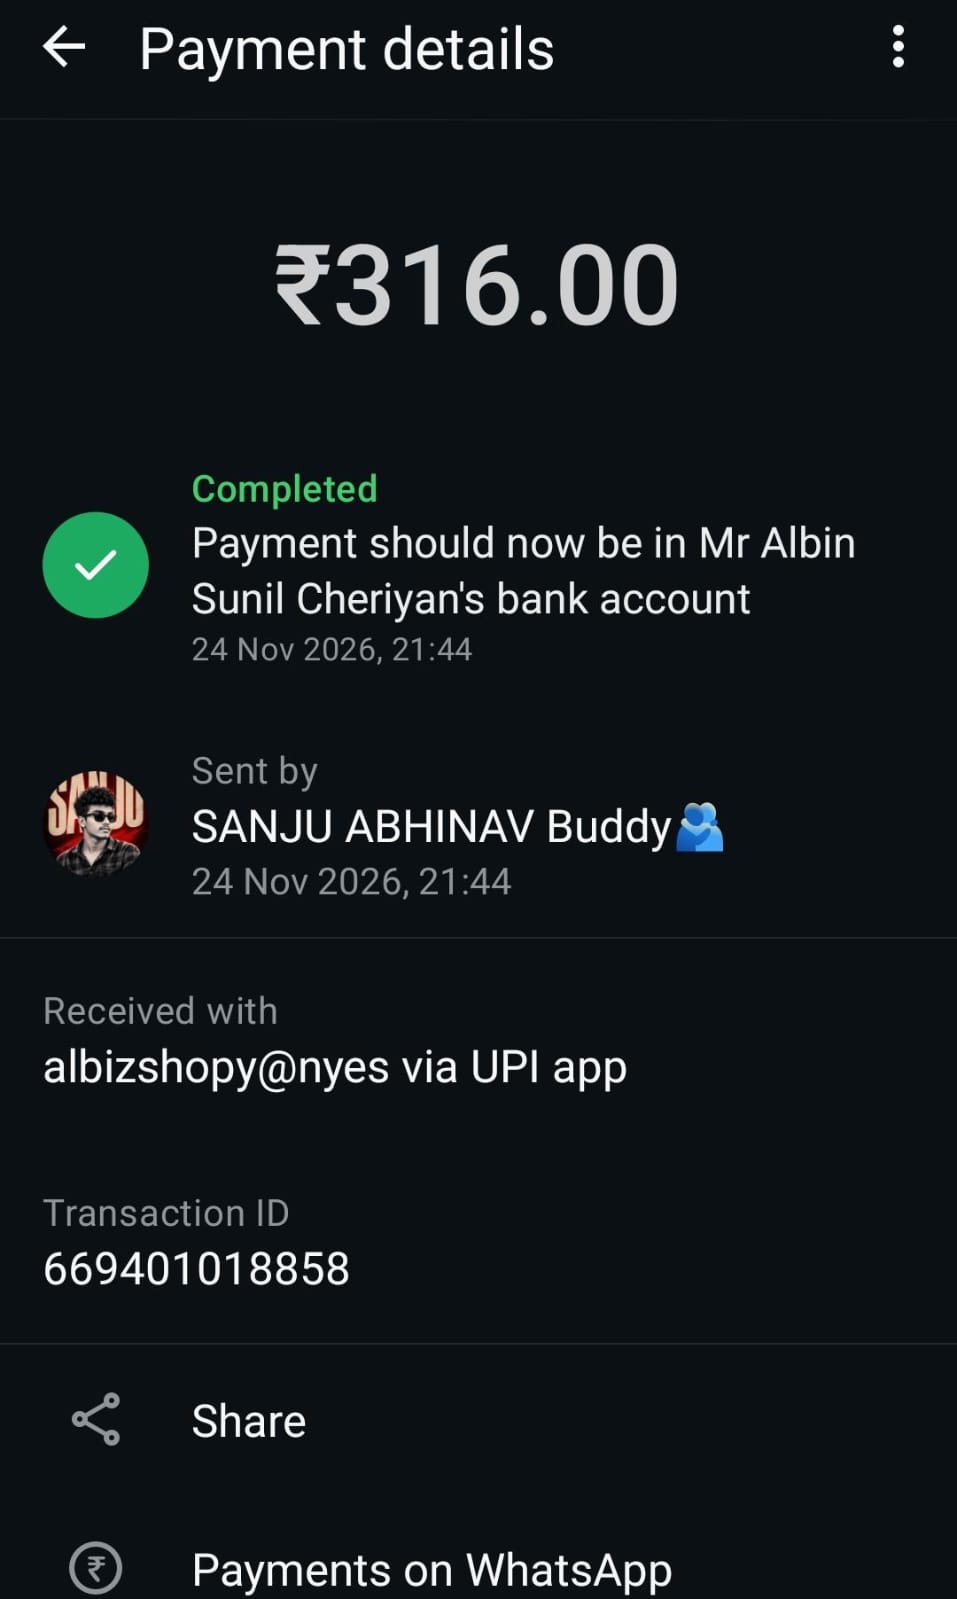 Payment details
₹316.00
Completed
Payment should now be in Mr Albin
Sunil Cheriyan's bank account
24 Nov 2026, 21:44
SANJU
Sent by
SANJU ABHINAV Buddy🫂
24 Nov 2026, 21:44
Received with
albizshopy@nyes via UPI app
Transaction ID
669401018858
Share
₹
Payments on WhatsApp